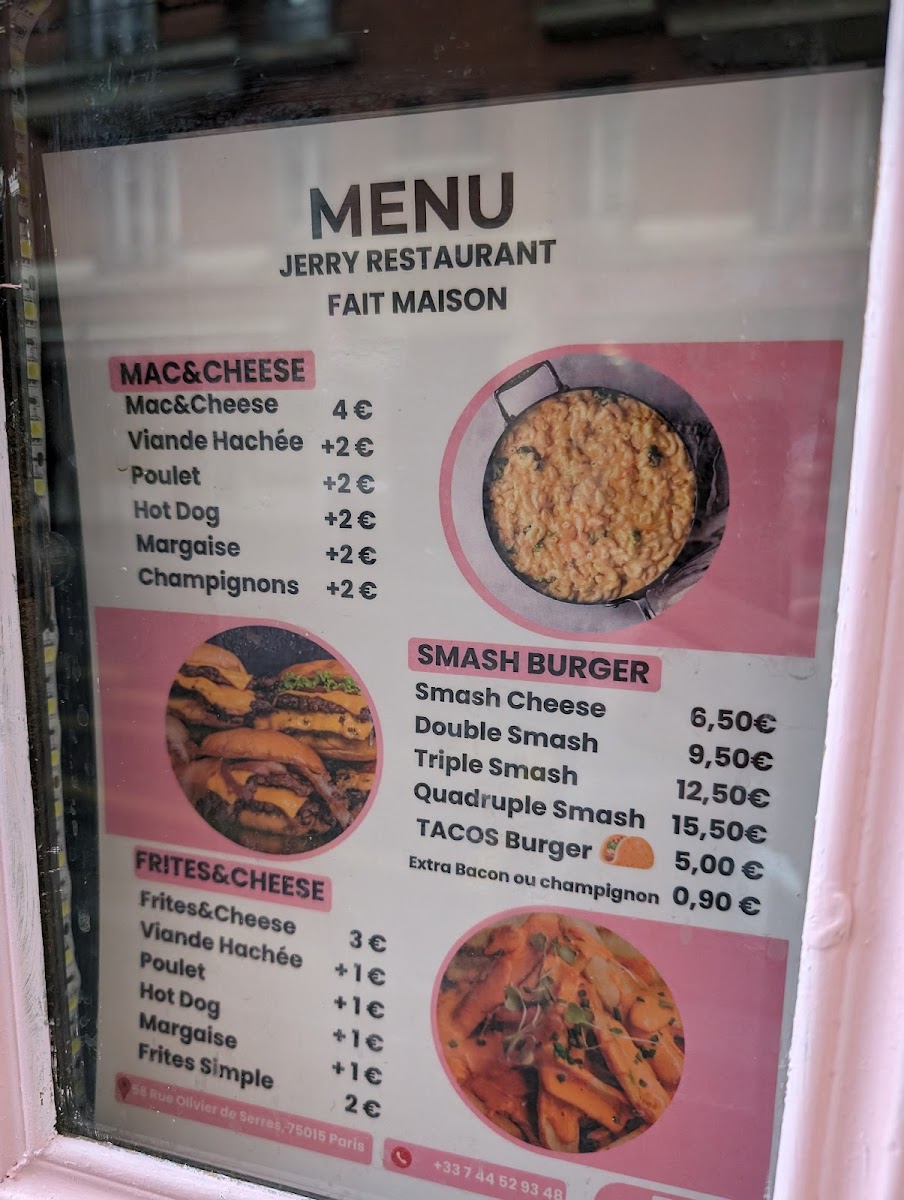 MENU
JERRY RESTAURANT
FAIT MAISON
MAC&CHEESE
Mac&Cheese 4 €
Viande Hachée +2 €
Poulet +2 €
Hot Dog +2 €
Margaise +2 €
Champignons +2 €
SMASH BURGER
Smash Cheese 6,50€
Double Smash 9,50€
Triple Smash 12,50€
Quadruple Smash 15,50€
TACOS Burger 5,00 €
Extra Bacon ou champignon 0,90 €
FRITES&CHEESE
Frites&Cheese 3 €
Viande Hachée +1 €
Poulet +1 €
Hot Dog +1 €
Margaise +1 €
Frites Simple 2 €
58 Rue Olivier de Serres, 75015 Paris
+33 7 44 52 93 48